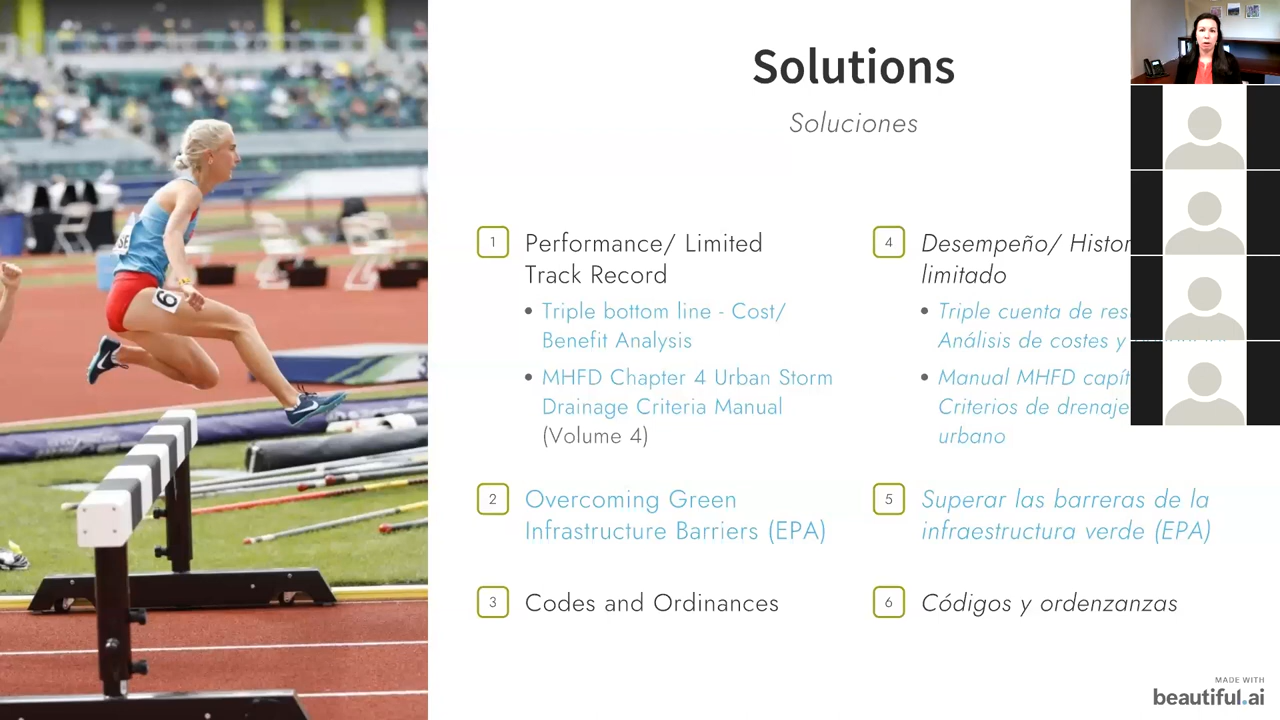 Solutions
Soluciones
1
Performance/ Limited
Track Record
• Triple bottom line - Cost/
Benefit Analysis
• MHFD Chapter 4 Urban Storm
Drainage Criteria Manual
(Volume 4)
2
Overcoming Green
Infrastructure Barriers (EPA)
3
Codes and Ordinances
4
Desempeño/
limitado
• Triple cuenta de
Análisis de costes y
• Manual MHFD
Criterios de drenaje
urbano
5
Superar las barreras de la
infraestructura verde (EPA)
6
Códigos y ordenzanzas
6
SE
MADE WITH
beautiful.ai